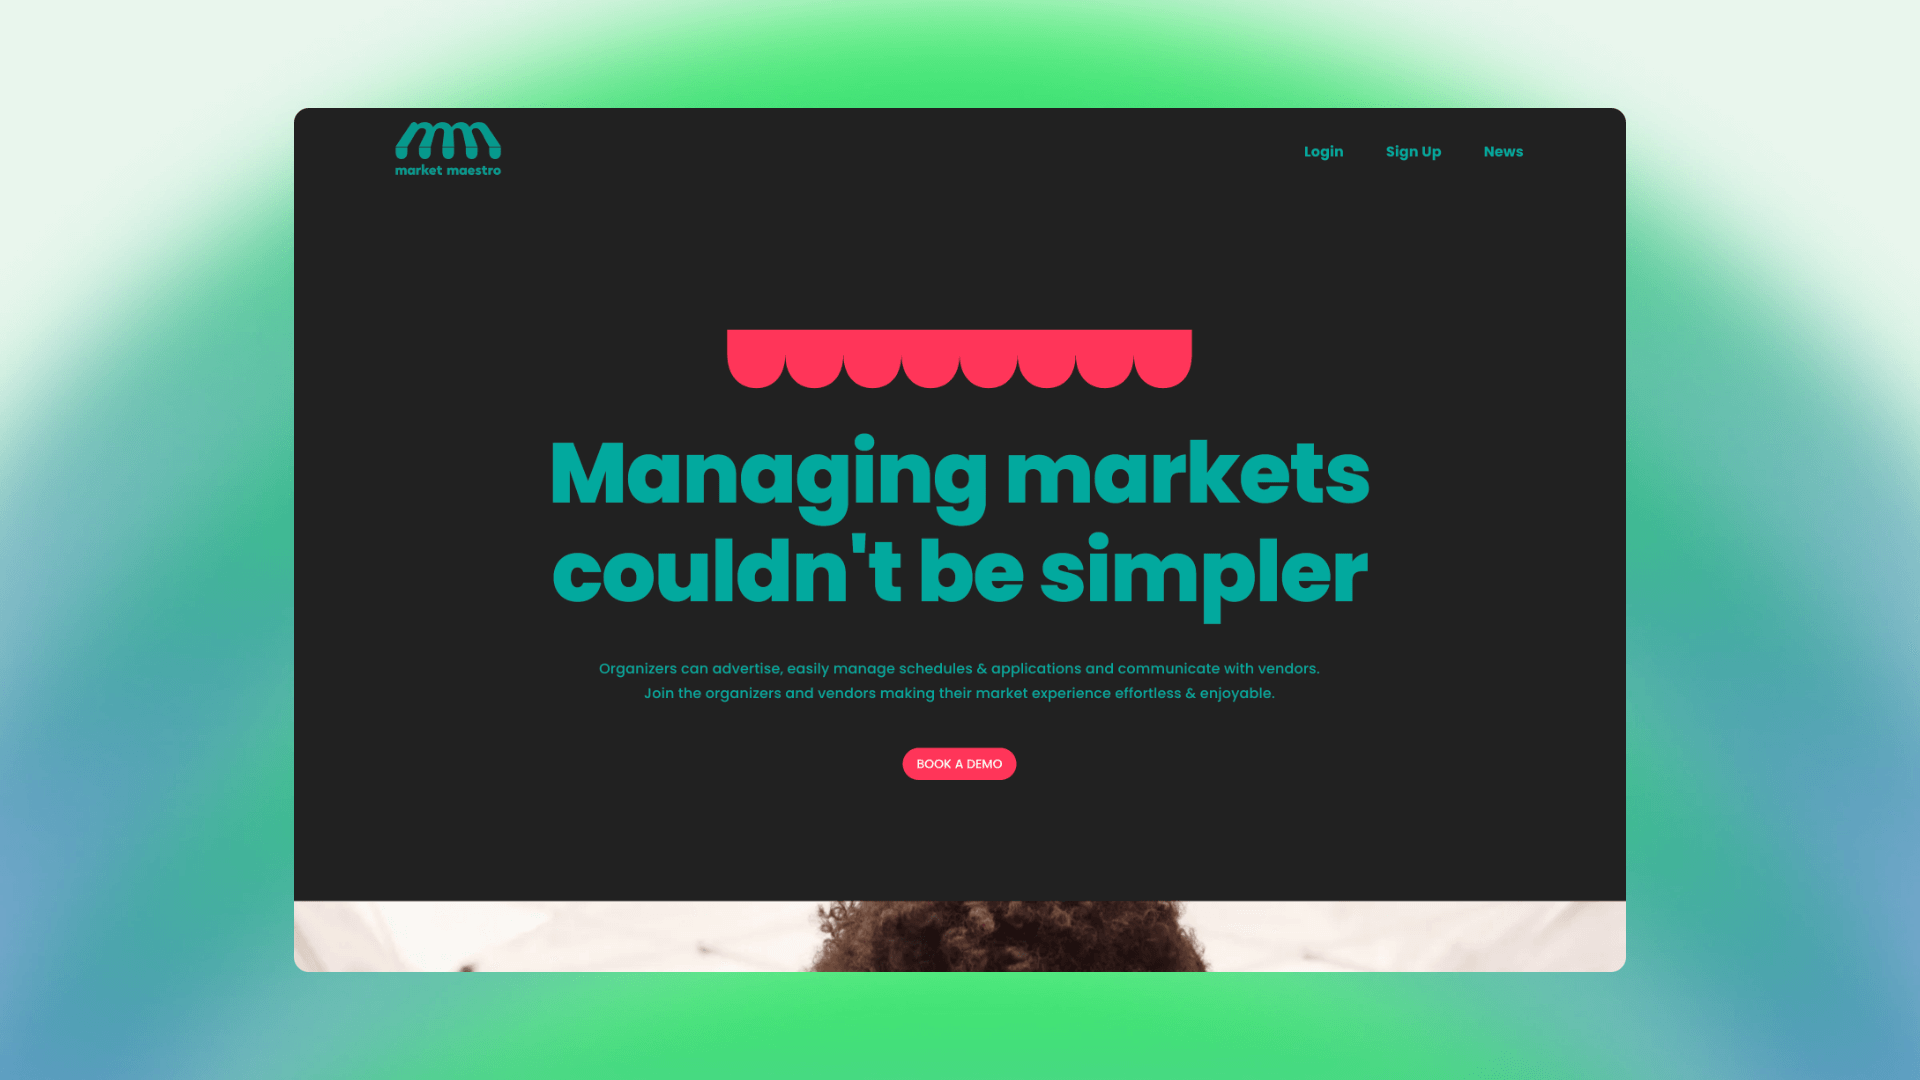 market maestro
Login
Sign Up
News
Managing markets
couldn't be simpler
Organizers can advertise, easily manage schedules & applications and communicate with vendors.
Join the organizers and vendors making their market experience effortless & enjoyable.
BOOK A DEMO